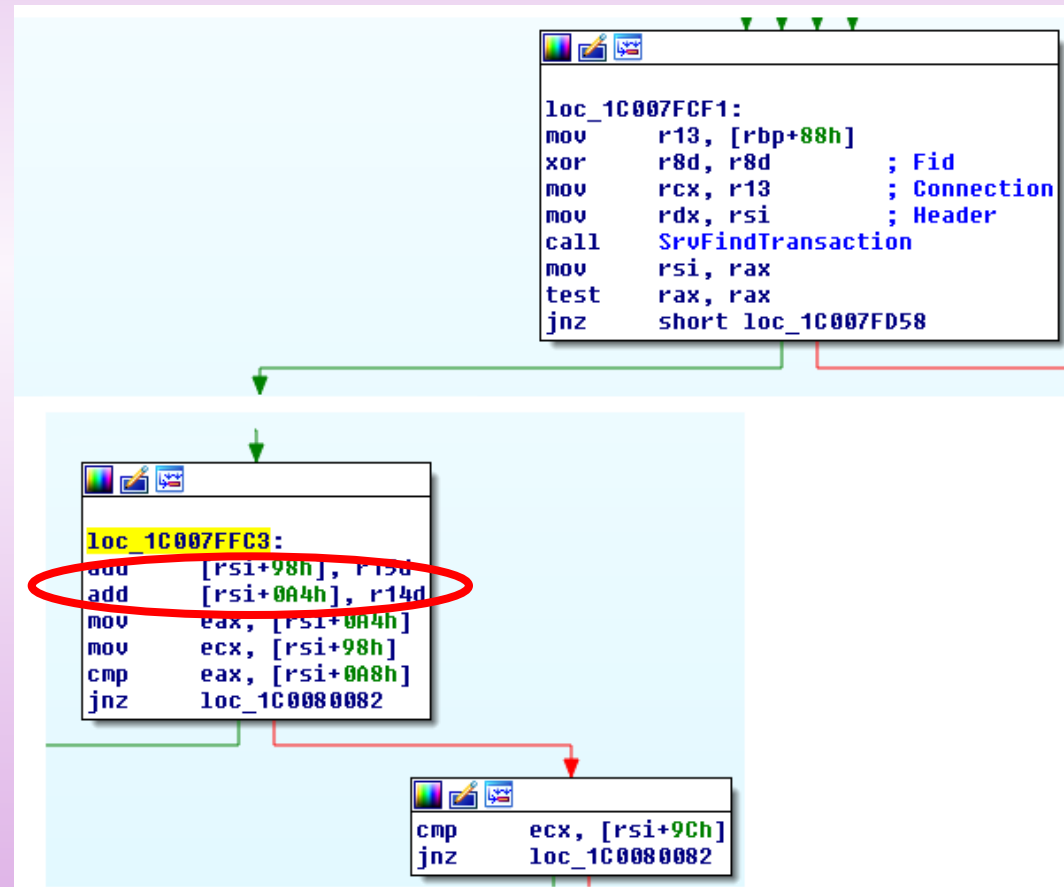 loc_1C007FCF1:
mov r13, [rbp+88h]
xor r8d, r8d ; Fid
mov rcx, r13 ; Connection
mov rdx, rsi ; Header
call SrvFindTransaction
mov rsi, rax
test rax, rax
jnz short loc_1C007FD58
loc_1C007FFC3:
add [rsi+98h], r15d
add [rsi+0A4h], r14d
mov eax, [rsi+0A4h]
mov ecx, [rsi+98h]
cmp eax, [rsi+0A8h]
jnz loc_1C0080082
cmp ecx, [rsi+9Ch]
jnz loc_1C0080082